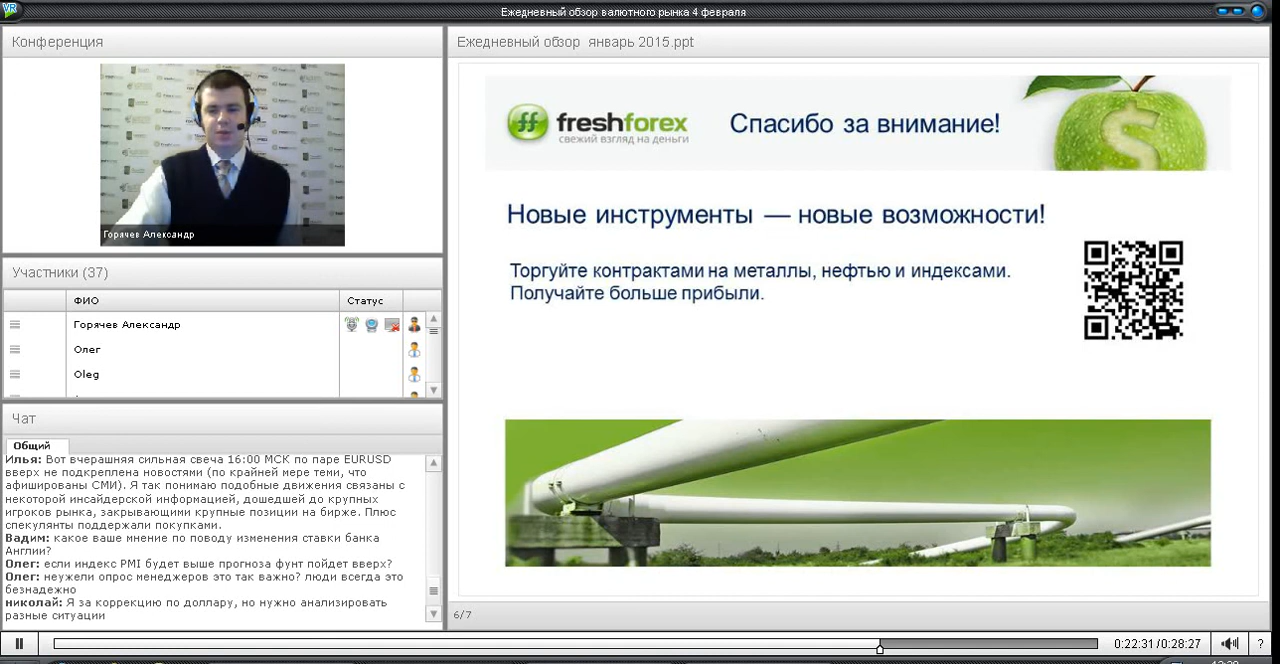 Ежедневный обзор валютного рынка 4 февраля
Конференция
Горячев Александр
Участники (37)
ФИО
Статус
Горячев Александр
Олег
Oleg
Чат
Общий
Илья: Вот вчерашняя сильная свеча 16:00 МСК по паре EURUSD
вверх не подкреплена новостями (по крайней мере теми, что
афишированы СМИ). Я так понимаю подобные движения связаны с
некоторой инсайдерской информацией, дошедшей до крупных
игроков рынка, закрывающими крупные позиции на бирже. Плюс
спекулянты поддержали покупками.
Вадим: какое ваше мнение по поводу изменения ставки банка
Англии?
Олег: если индекс PMI будет выше прогноза фунт пойдет вверх?
Олег: неужели опрос менеджеров это так важно? люди всегда это
безнадежно
николай: Я за коррекцию по доллару, но нужно анализировать
разные ситуации
Ежедневный обзор январь 2015.ppt
ff freshforex
свежий взгляд на деньги
Спасибо за внимание!
Новые инструменты — новые возможности!
Торгуйте контрактами на металлы, нефтью и индексами.
Получайте больше прибыли.
6/7
0:22:31/0:28:27
?